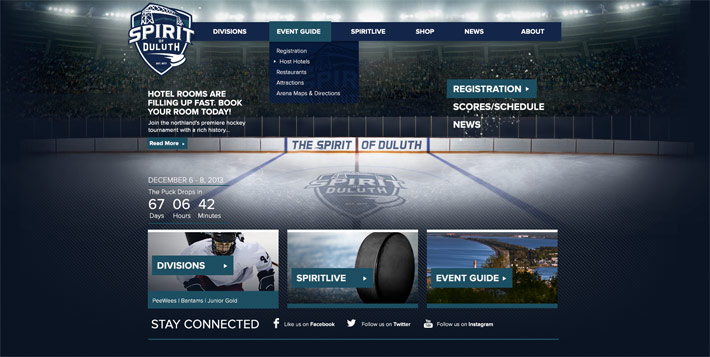 SPIRIT
OF
DULUTH
DIVISIONS
EVENT GUIDE
SPIRITLIVE
SHOP
NEWS
ABOUT
Registration
Host Hotels
Restaurants
Attractions
Arena Maps & Directions
HOTEL ROOMS ARE
FILLING UP FAST. BOOK
YOUR ROOM TODAY!
Join the northland's premiere hockey
tournament with a rich history...
Read More
REGISTRATION
SCORES/SCHEDULE
NEWS
THE SPIRIT OF DULUTH
SPIRIT
DULUTH
DECEMBER 6 - 8, 2013
The Puck Drops in
67 06 42
Days Hours Minutes
DIVISIONS
PeeWees | Bantams | Junior Gold
SPIRITLIVE
EVENT GUIDE
STAY CONNECTED
Like us on Facebook
Follow us on Twitter
Follow us on Instagram